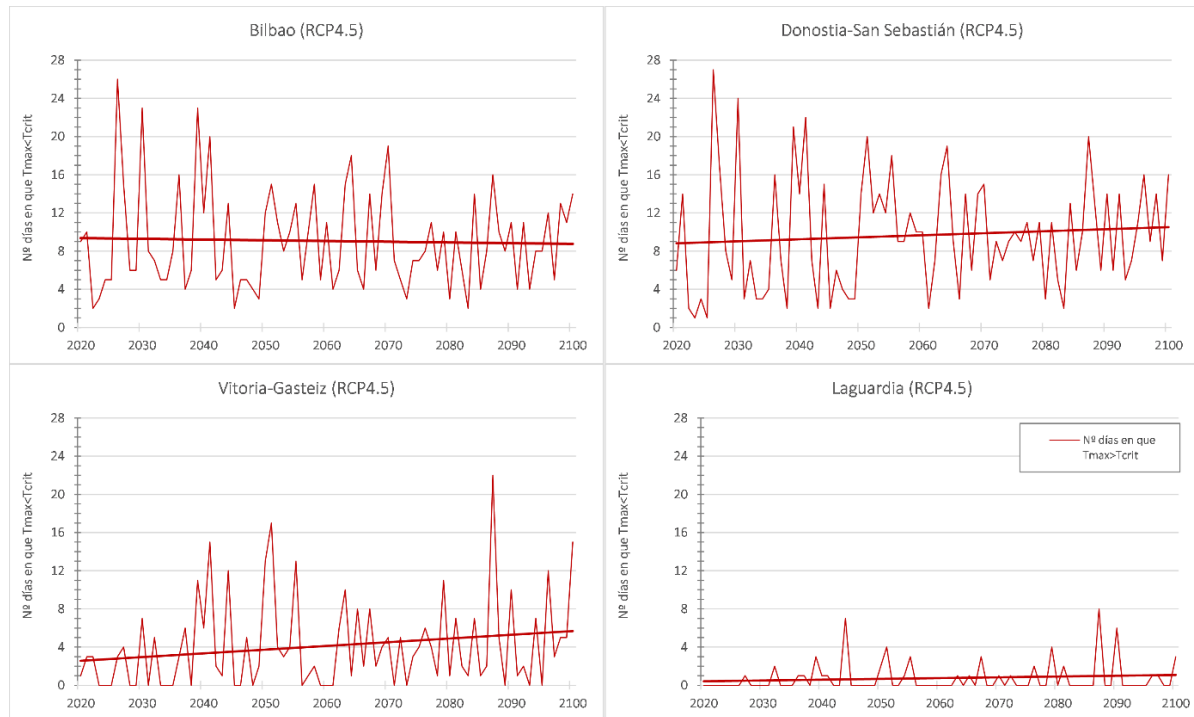 Bilbao (RCP4.5)
Nº días en que Tmax<Tcrit
28
24
20
16
12
8
4
0
2020 2030 2040 2050 2060 2070 2080 2090 2100
Donostia-San Sebastián (RCP4.5)
Nº días en que Tmax<Tcrit
28
24
20
16
12
8
4
0
2020 2030 2040 2050 2060 2070 2080 2090 2100
Vitoria-Gasteiz (RCP4.5)
Nº días en que Tmax<Tcrit
28
24
20
16
12
8
4
0
2020 2030 2040 2050 2060 2070 2080 2090 2100
Laguardia (RCP4.5)
Nº días en que Tmax<Tcrit
28
24
20
16
12
8
4
0
2020 2030 2040 2050 2060 2070 2080 2090 2100
Nº días en que
Tmax>Tcrit